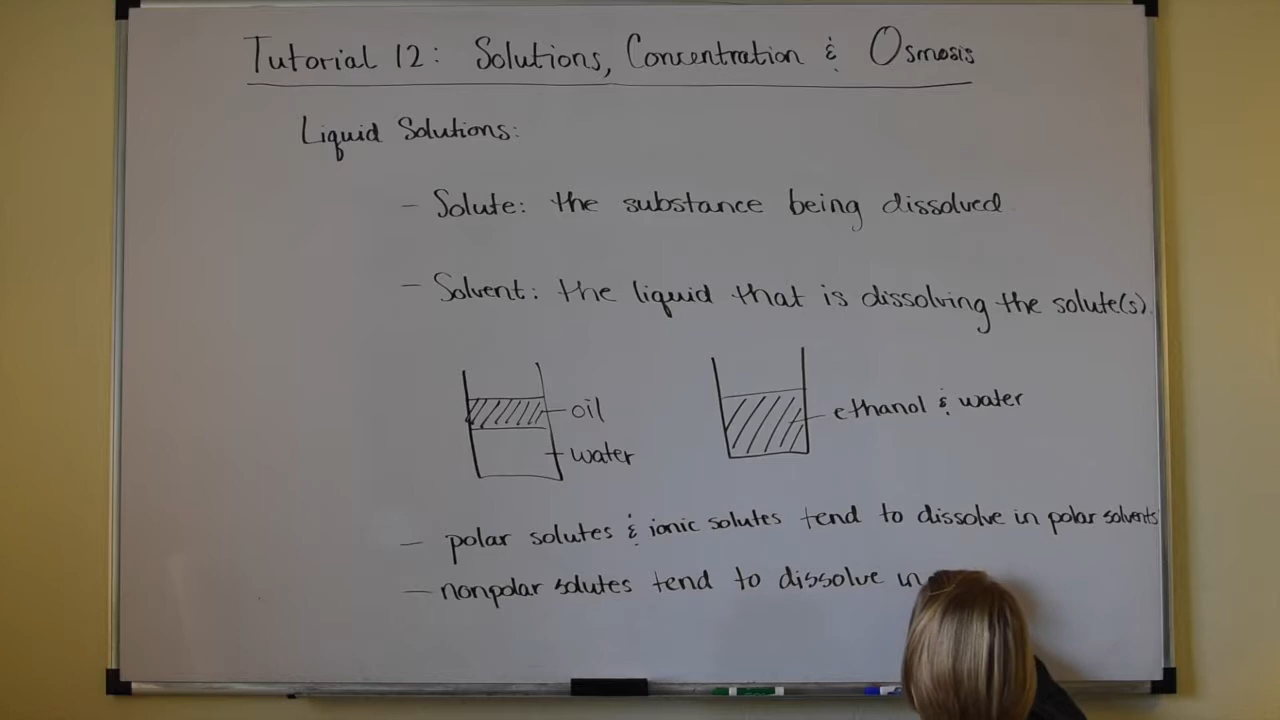 Tutorial 12: Solutions, Concentration & Osmosis
Liquid Solutions:
- Solute: the substance being dissolved
- Solvent: the liquid that is dissolving the solute(s).
oil
water
ethanol & water
- polar solutes & ionic solutes tend to dissolve in polar solvents
- nonpolar solutes tend to dissolve in